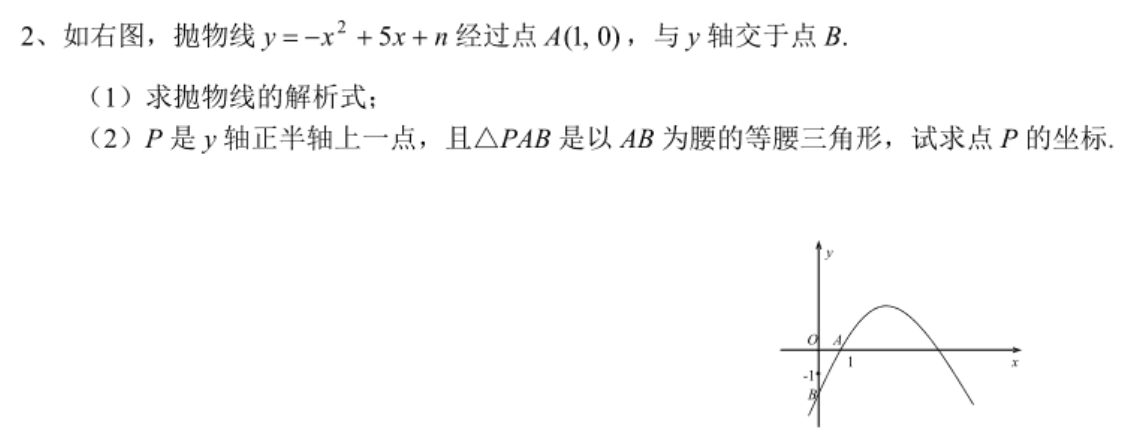 2、如右图，抛物线 y = −x² + 5x + n 经过点 A(1, 0)，与 y 轴交于点 B.
（1）求抛物线的解析式；
（2）P 是 y 轴正半轴上一点，且△PAB 是以 AB 为腰的等腰三角形，试求点 P 的坐标.
y
O A
1
x
-1
B